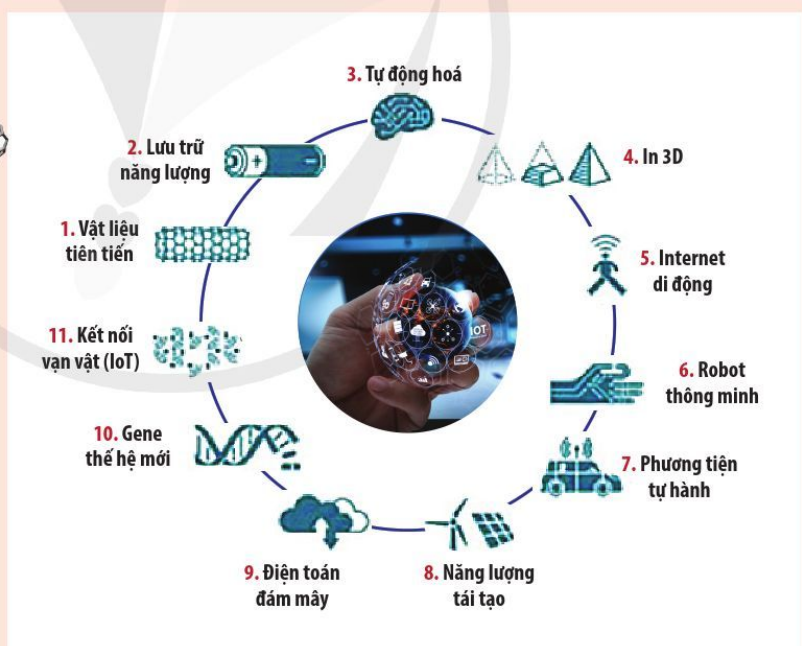 3. Tự động hoá
2. Lưu trữ
năng lượng
4. In 3D
1. Vật liệu
tiên tiến
5. Internet
di động
11. Kết nối
vạn vật (IoT)
IOT
6. Robot
thông minh
10. Gene
thế hệ mới
7. Phương tiện
tự hành
9. Điện toán
đám mây
8. Năng lượng
tái tạo